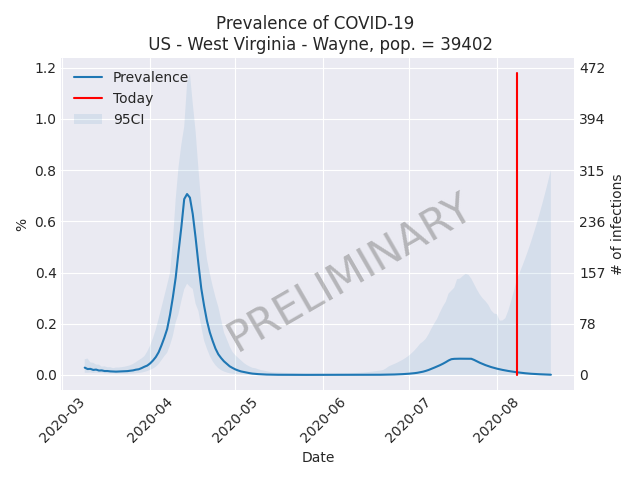 Prevalence of COVID-19
US - West Virginia - Wayne, pop. = 39402
1.2
1.0
0.8
0.6
0.4
0.2
0.0
%
472
394
315
236
157
78
0
# of infections
Prevalence
Today
95CI
PRELIMINARY
2020-03
2020-04
2020-05
2020-06
2020-07
2020-08
Date